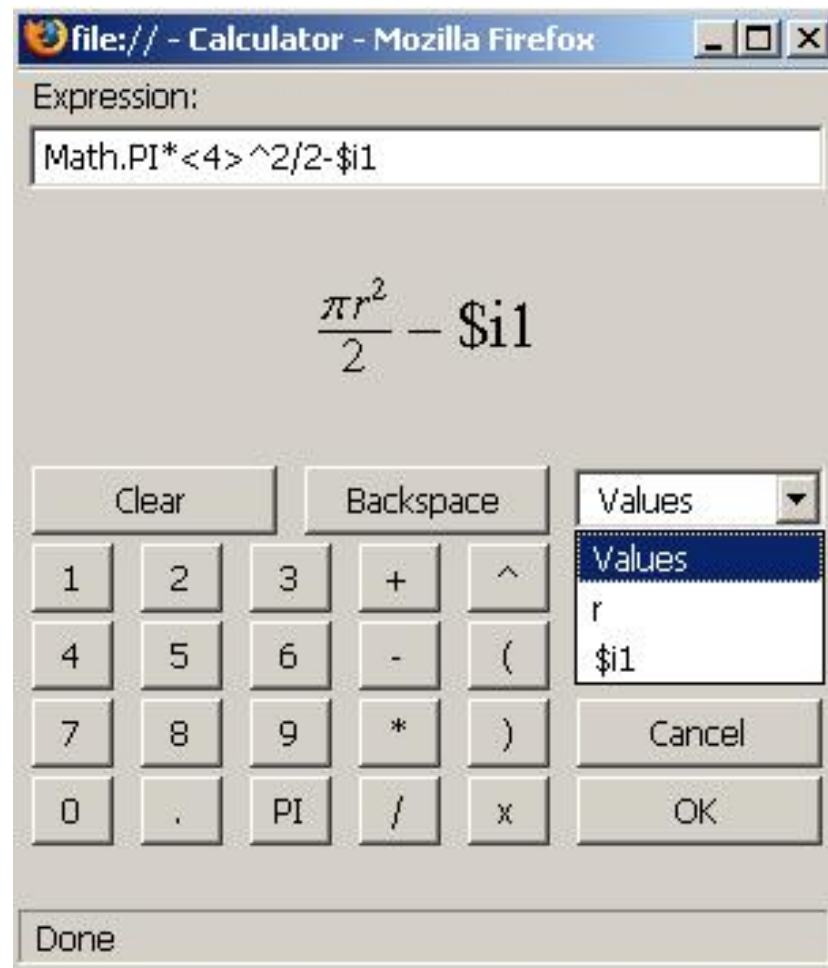 file:// - Calculator - Mozilla Firefox
Expression:
Math.PI*<4>^2/2-$i1
πr²/2 − $i1
Clear Backspace Values
Values
r
$i1
1 2 3 + ^
4 5 6 - (
7 8 9 * ) Cancel
0 . PI / x OK
Done